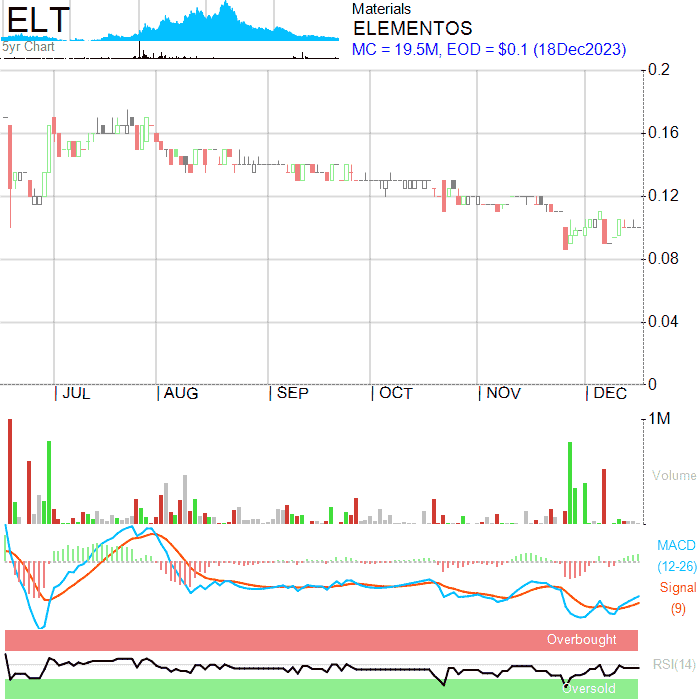 ELT
5yr Chart
Materials
ELEMENTOS
MC = 19.5M, EOD = $0.1 (18Dec2023)
0.2
0.16
0.12
0.08
0.04
0
JUL AUG SEP OCT NOV DEC
1M
Volume
MACD
(12-26)
Signal
(9)
Overbought
RSI(14)
Oversold